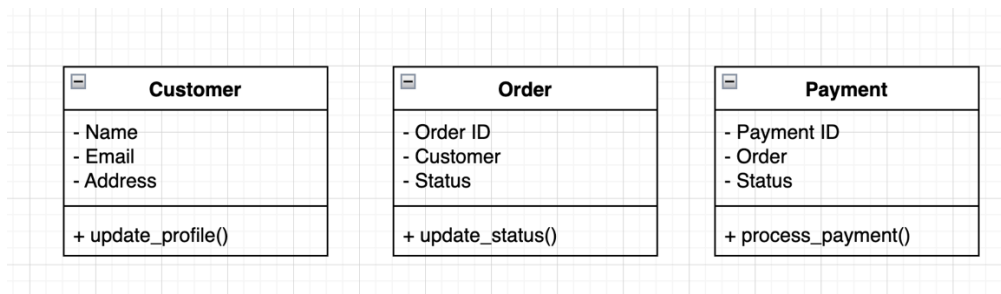 Customer
- Name
- Email
- Address
+ update_profile()
Order
- Order ID
- Customer
- Status
+ update_status()
Payment
- Payment ID
- Order
- Status
+ process_payment()